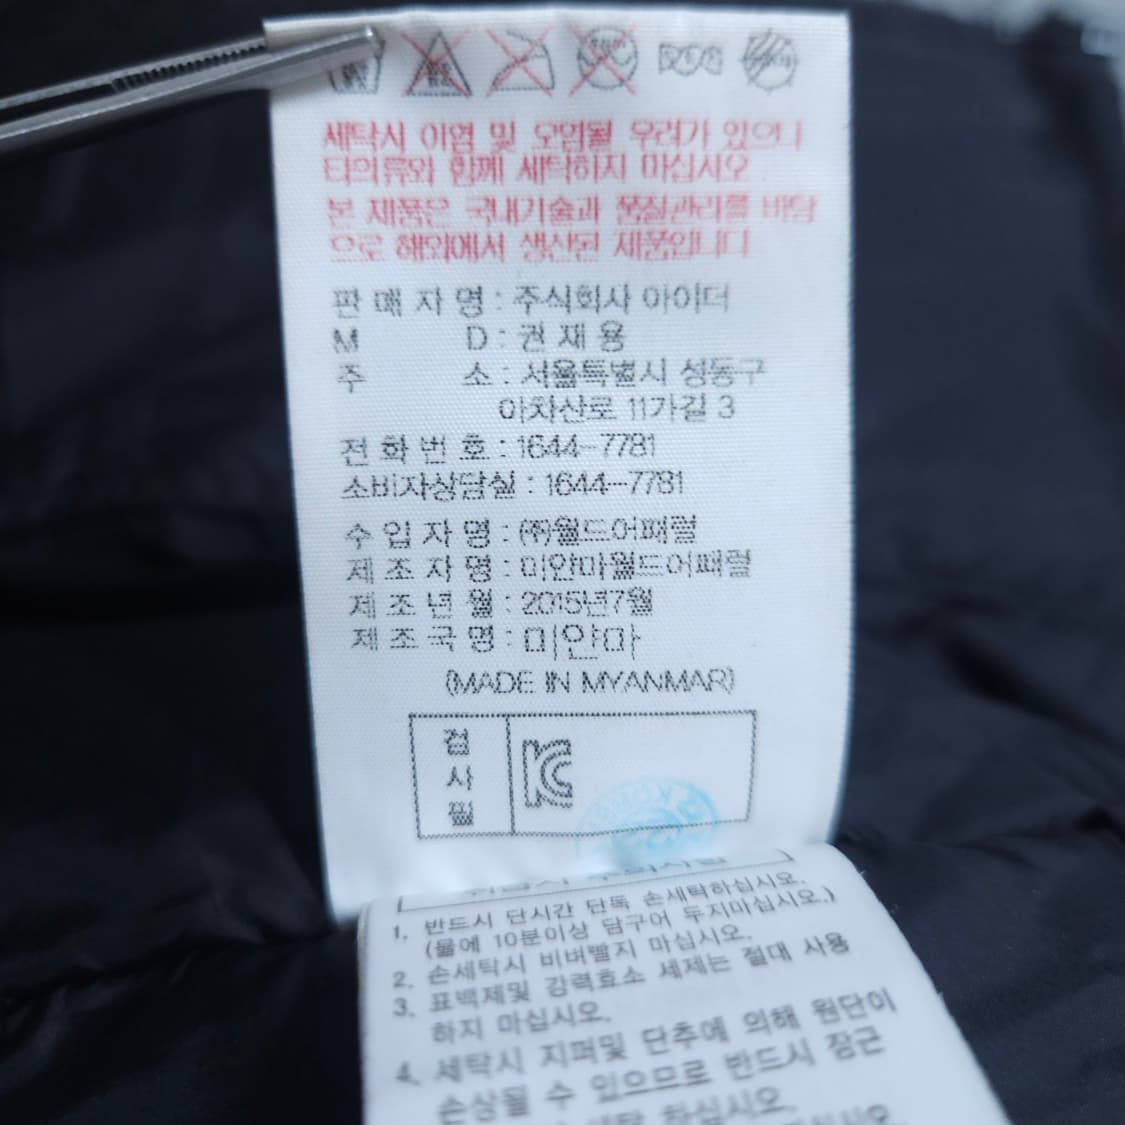 세탁시 이염 및 오염될 우려가 있으니
타의류와 함께 세탁하지 마십시오
본 제품은 국내기술과 품질관리를 바탕
으로 해외에서 생산된 제품입니다
판 매 자 명 : 주식회사 아이더
M D : 권 재 용
주 소 : 서울특별시 성동구
아차산로 11가길 3
전 화 번 호 : 1644-7781
소비자상담실 : 1644-7781
수 입 자 명 : (주)월드어패럴
제 조 자 명 : 미얀마월드어패럴
제 조 년 월 : 2015년7월
제 조 국 명 : 미얀마
(MADE IN MYANMAR)
검
사
필
KC
1. 반드시 단시간 단독 손세탁하십시오.
(물에 10분이상 담구어 두지마십시오.)
2. 손세탁시 비벼빨지 마십시오.
3. 표백제및 강력효소 세제는 절대 사용
하지 마십시오.
4. 세탁시 지퍼및 단추에 의해 원단이
손상될 수 있으므로 반드시 잠근
하십시오.